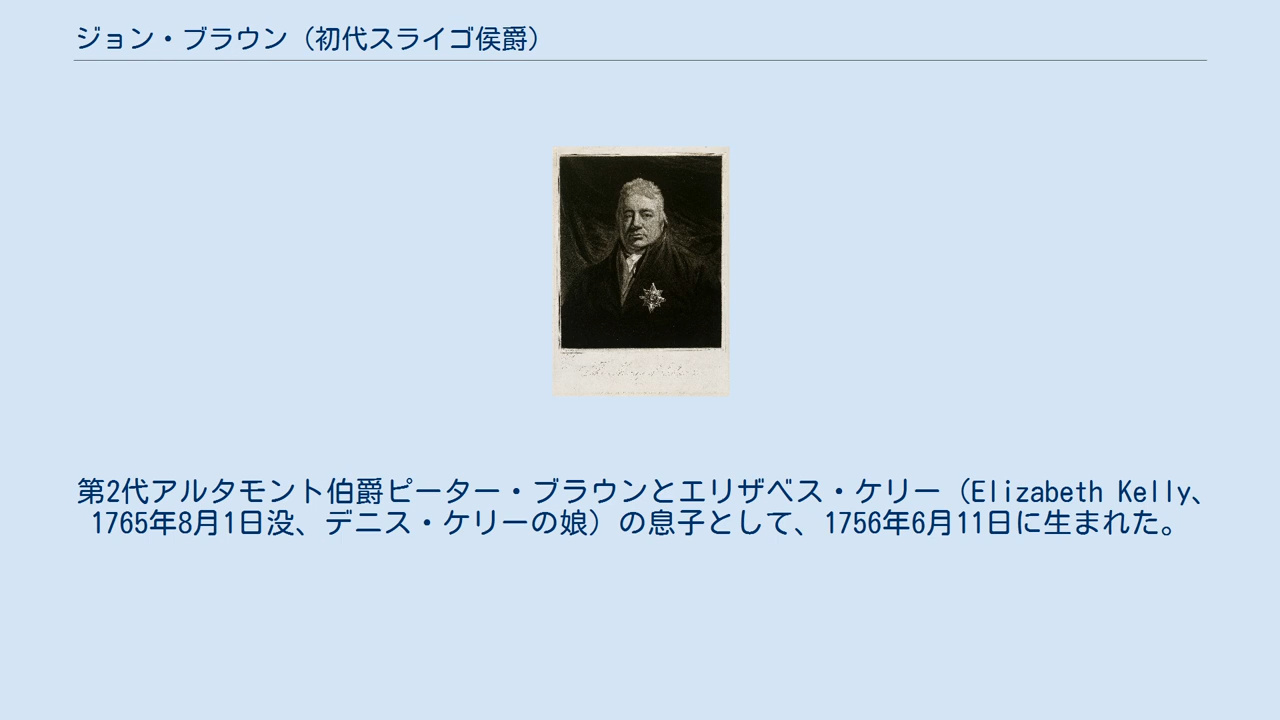 ジョン・ブラウン（初代スライゴ侯爵）
第2代アルタモント伯爵ピーター・ブラウンとエリザベス・ケリー（Elizabeth Kelly、
1765年8月1日没、デニス・ケリーの娘）の息子として、1756年6月11日に生まれた。